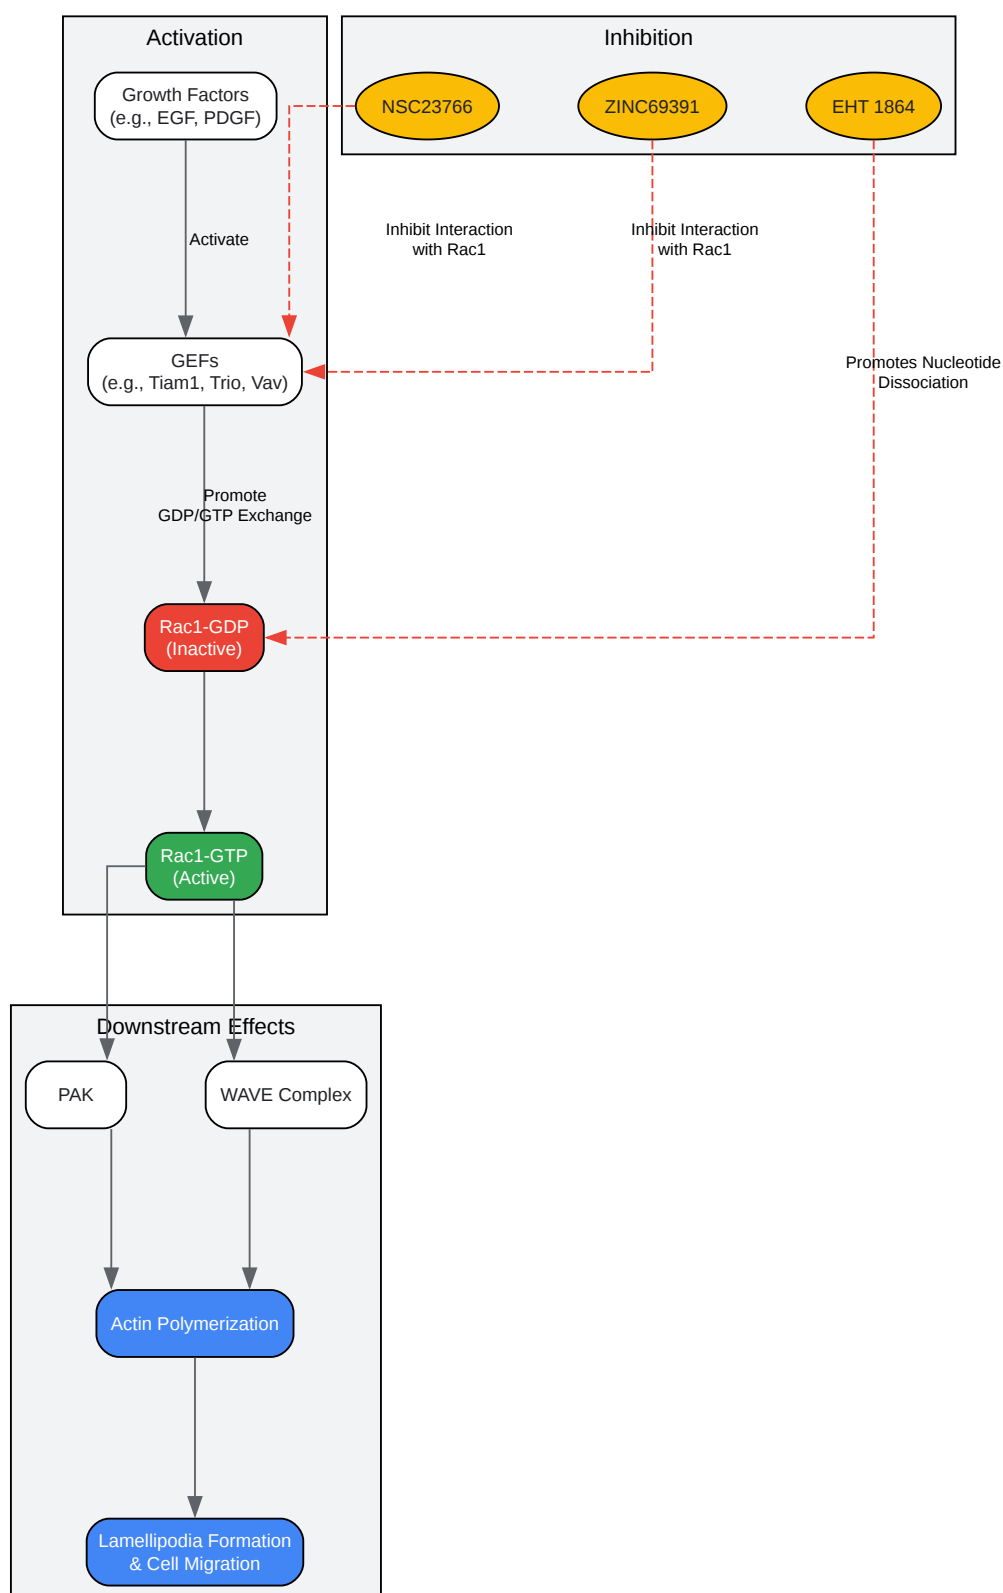 Activation
Inhibition
Growth Factors
(e.g., EGF, PDGF)
NSC23766
ZINC69391
EHT 1864
Activate
Inhibit Interaction
with Rac1
Inhibit Interaction
with Rac1
GEFs
(e.g., Tiam1, Trio, Vav)
Promotes Nucleotide
Dissociation
Promote
GDP/GTP Exchange
Rac1-GDP
(Inactive)
Rac1-GTP
(Active)
Downstream Effects
PAK
WAVE Complex
Actin Polymerization
Lamellipodia Formation
& Cell Migration